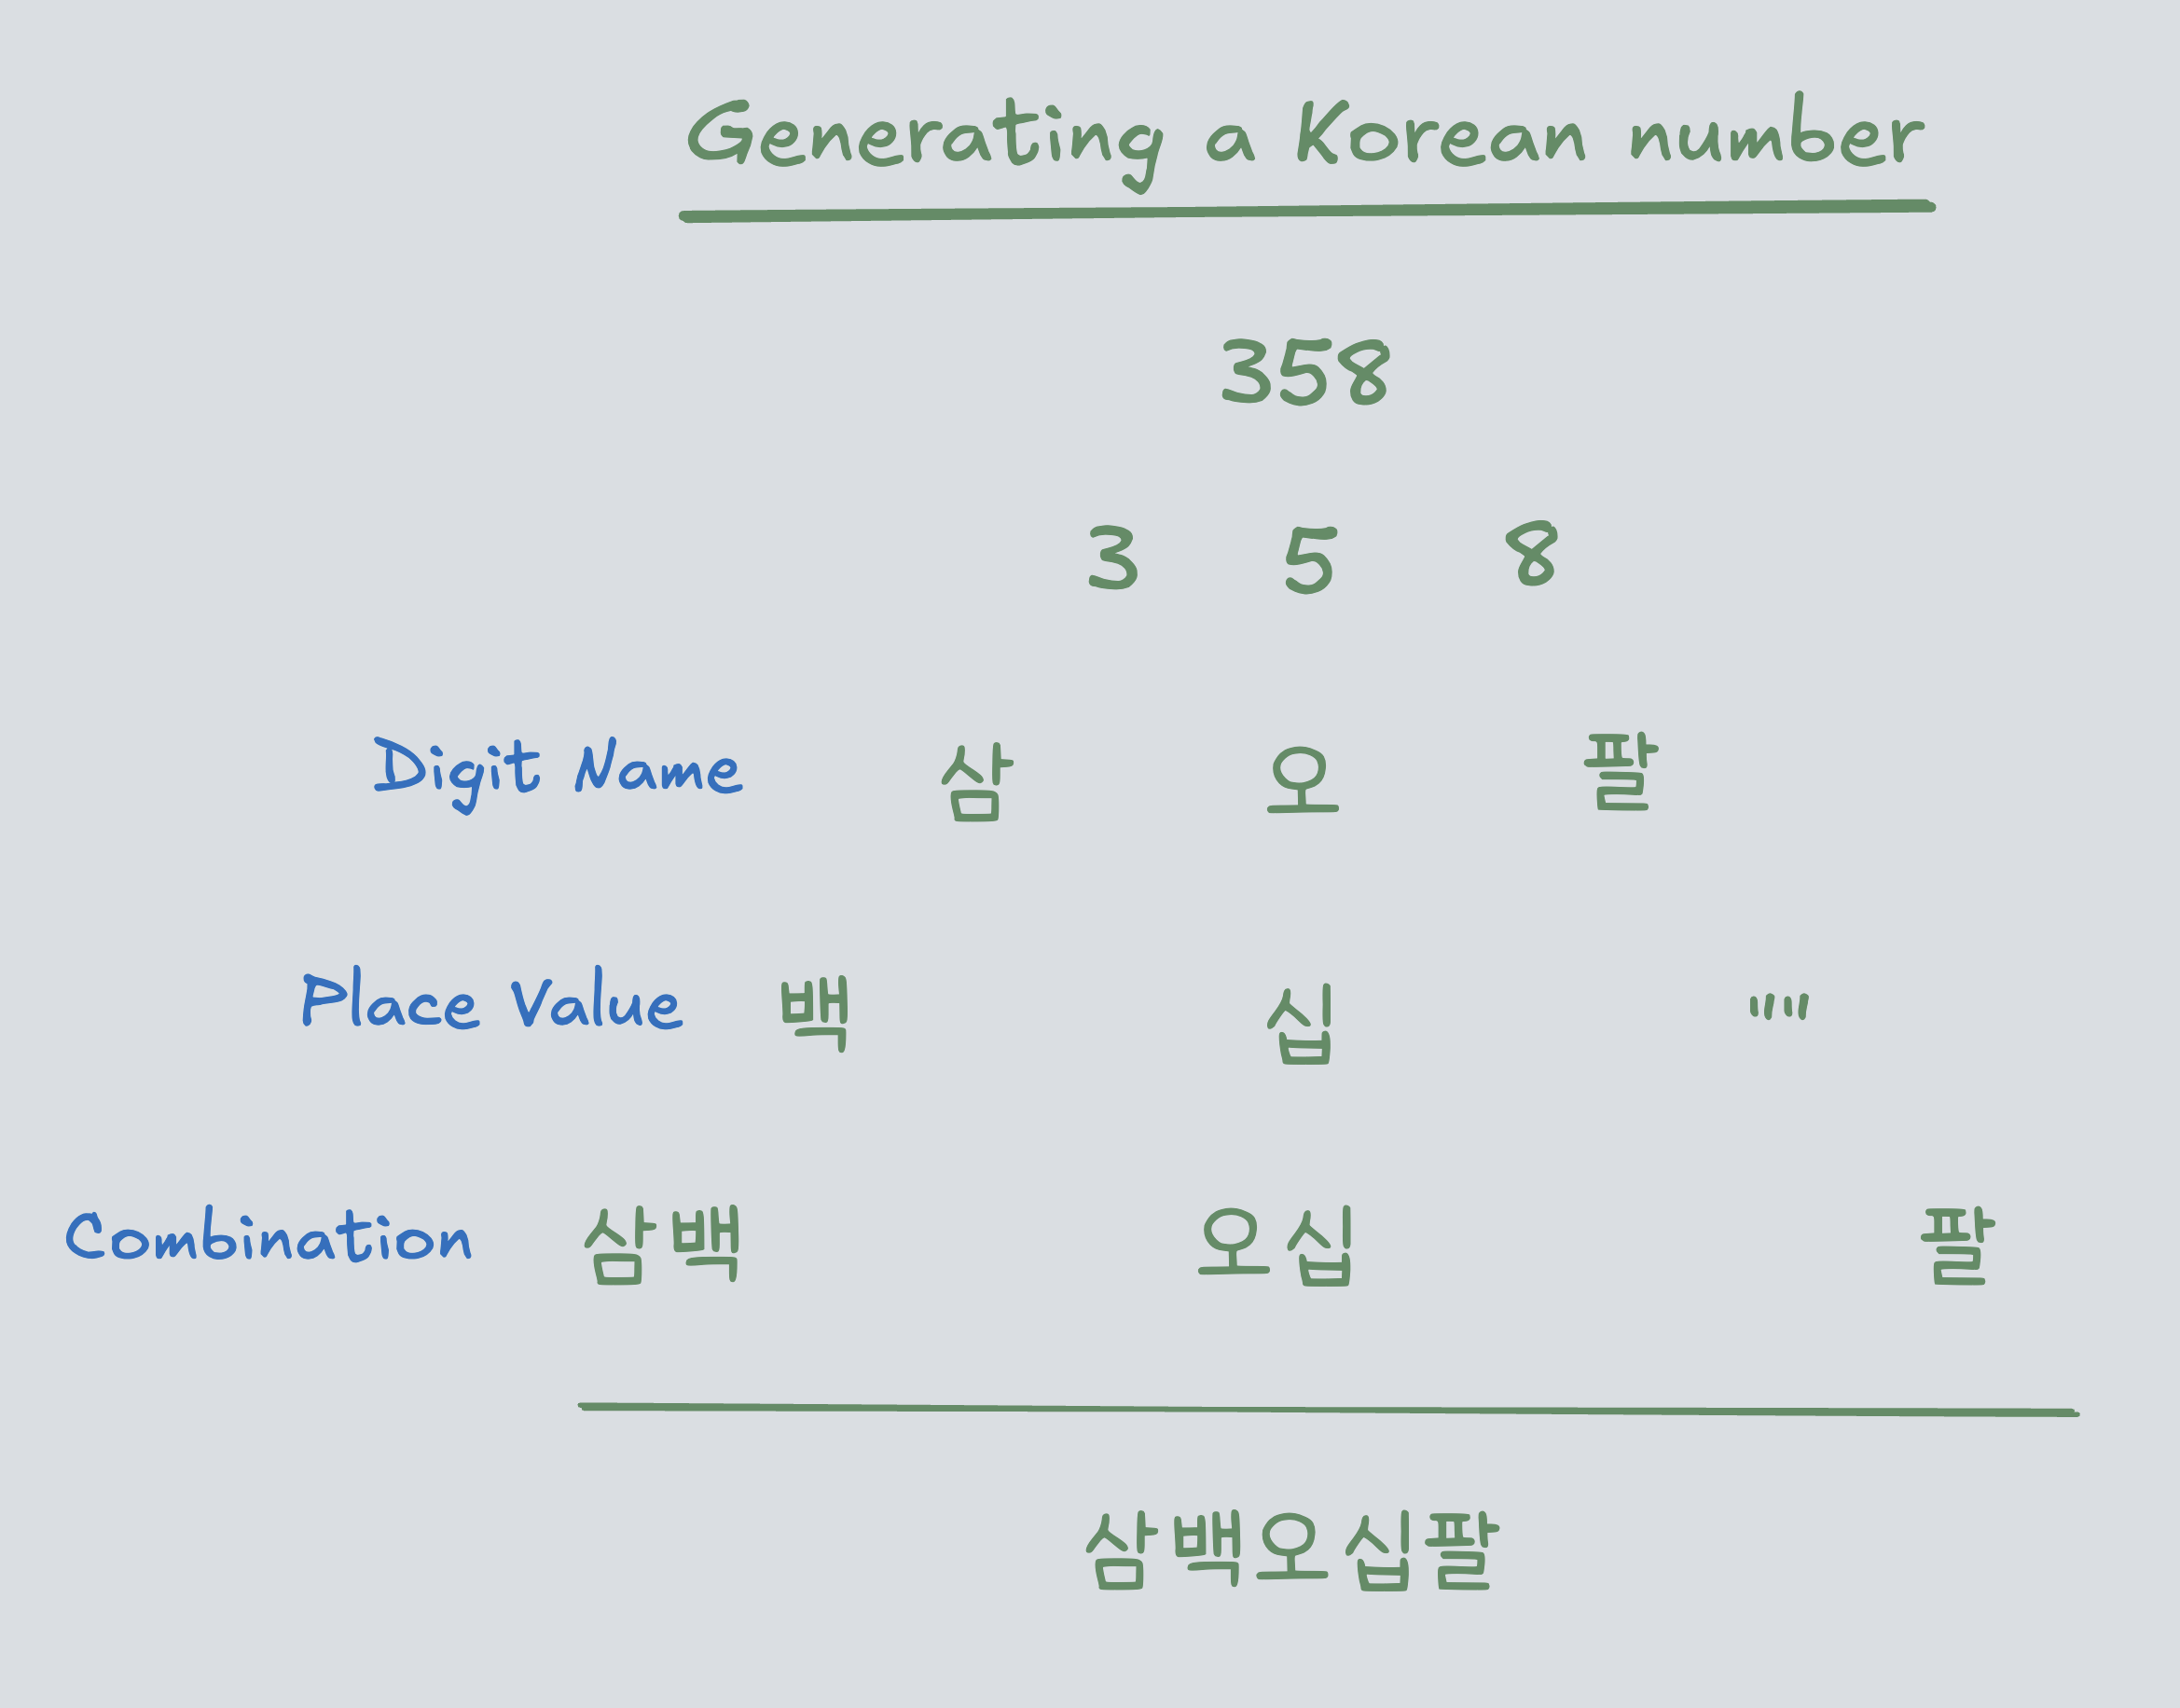 Generating a Korean number
358
3 5 8
Digit Name 삼 오 팔
Place Value 백 십 ""
Combination 삼백 오십 팔
삼백오십팔